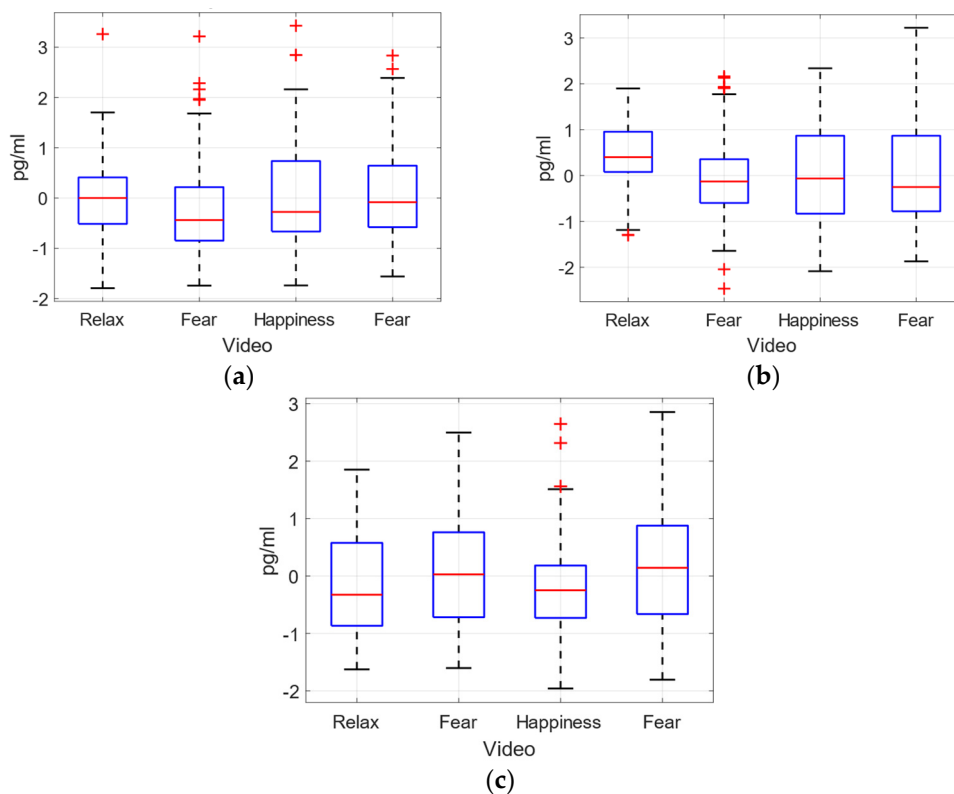 3
2
1
0
-1
-2
pg/ml
Relax Fear Happiness Fear
Video
(a)
3
2
1
0
-1
-2
pg/ml
Relax Fear Happiness Fear
Video
(b)
3
2
1
0
-1
-2
pg/ml
Relax Fear Happiness Fear
Video
(c)